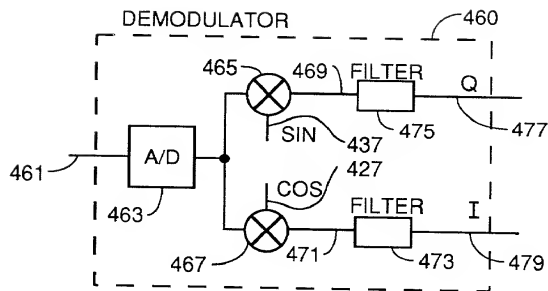 DEMODULATOR
460
465
469
FILTER
Q
SIN
437
475
477
461
A/D
463
COS
427
FILTER
I
467
471
473
479